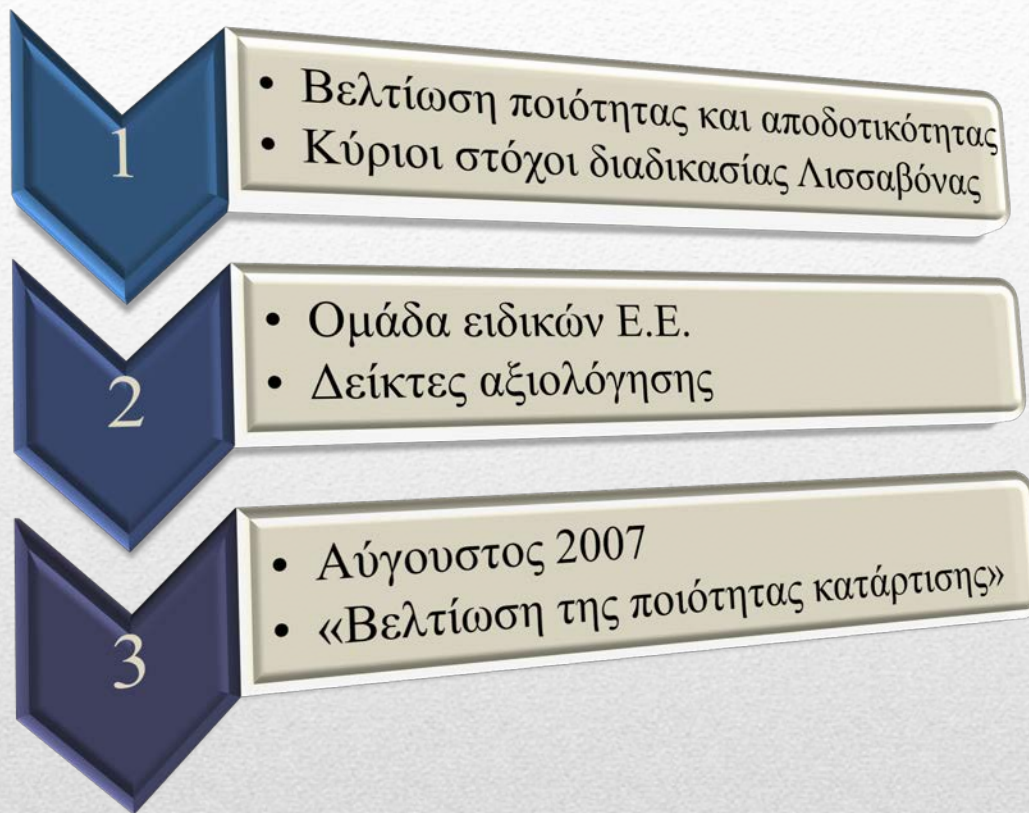 1
• Βελτίωση ποιότητας και αποδοτικότητας
• Κύριοι στόχοι διαδικασίας Λισσαβόνας
2
• Ομάδα ειδικών Ε.Ε.
• Δείκτες αξιολόγησης
3
• Αύγουστος 2007
• «Βελτίωση της ποιότητας κατάρτισης»